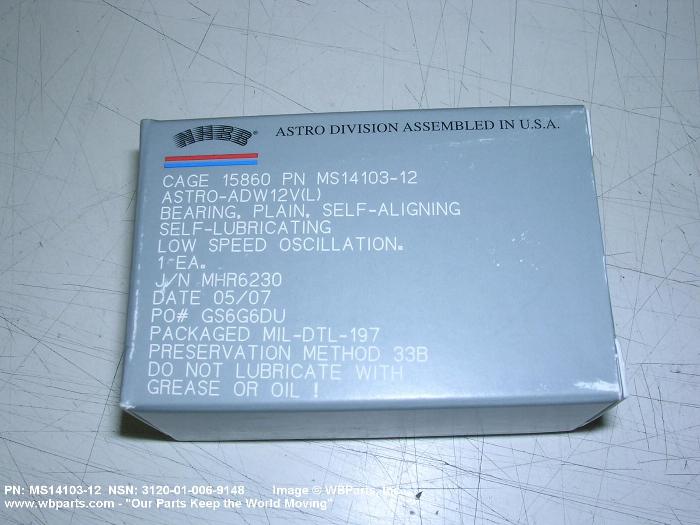 NHBB® ASTRO DIVISION ASSEMBLED IN U.S.A.
CAGE 15860 PN MS14103-12
ASTRO-ADW12V(L)
BEARING, PLAIN, SELF-ALIGNING
SELF-LUBRICATING
LOW SPEED OSCILLATION.
1 EA.
J/N MHR6230
DATE 05/07
PO# GS6G6DU
PACKAGED MIL-DTL-197
PRESERVATION METHOD 33B
DO NOT LUBRICATE WITH
GREASE OR OIL !
PN: MS14103-12 NSN: 3120-01-006-9148 Image © WBParts, Inc.
www.wbparts.com - "Our Parts Keep the World Moving"